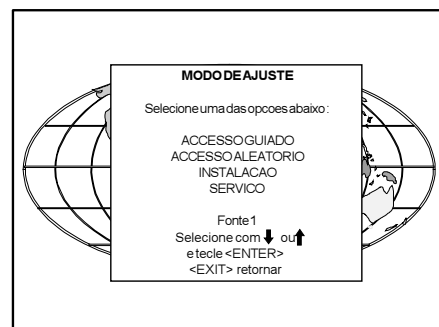 MODO DE AJUSTE
Selecione uma das opcoes abaixo :
ACCESSO GUIADO
ACCESSO ALEATORIO
INSTALACAO
SERVICO
Fonte 1
Selecione com ⬇ ou⬆
e tecle <ENTER>
<EXIT> retornar